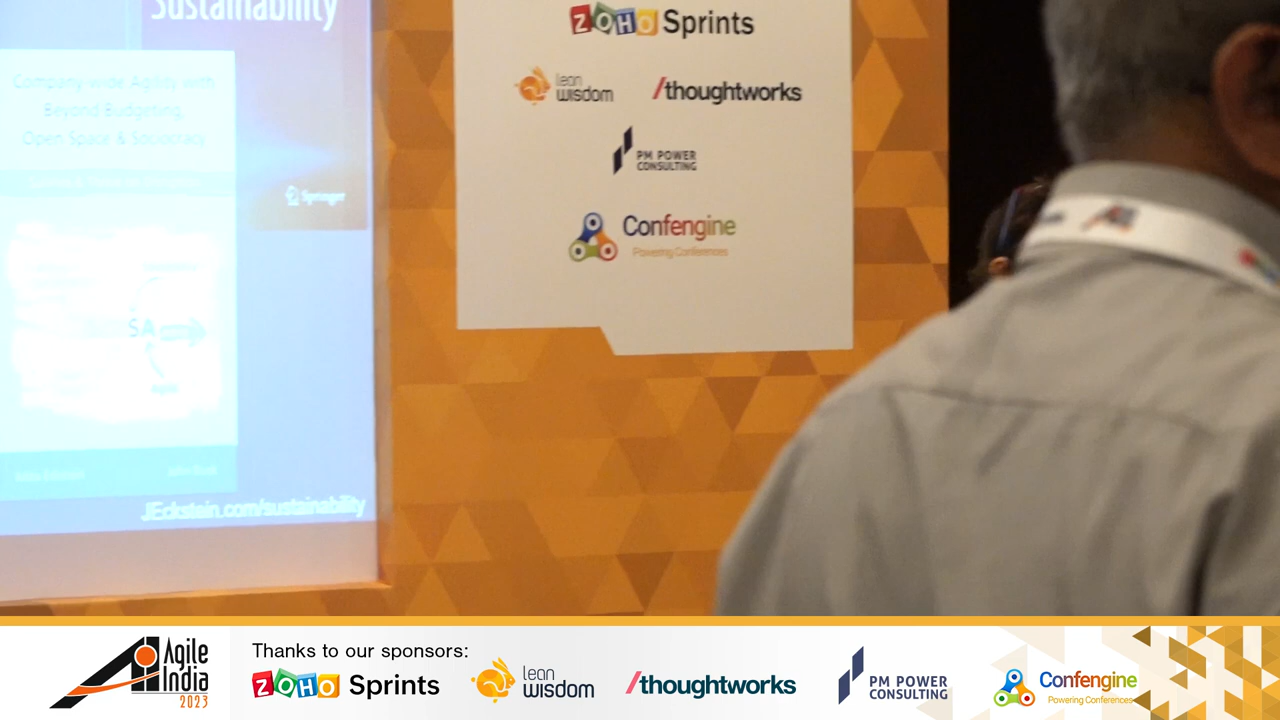 Sustainability
Company-wide Agility with
Beyond Budgeting,
Open Space & Sociocracy
Springer
SA
JEckstein.com/sustainability
ZOHO Sprints
lean
wisdom
/thoughtworks
PM POWER
CONSULTING
Confengine
Powering Conferences
Agile
India
2023
Thanks to our sponsors:
ZOHO Sprints
lean
wisdom
/thoughtworks
PM POWER
CONSULTING
Confengine
Powering Conferences